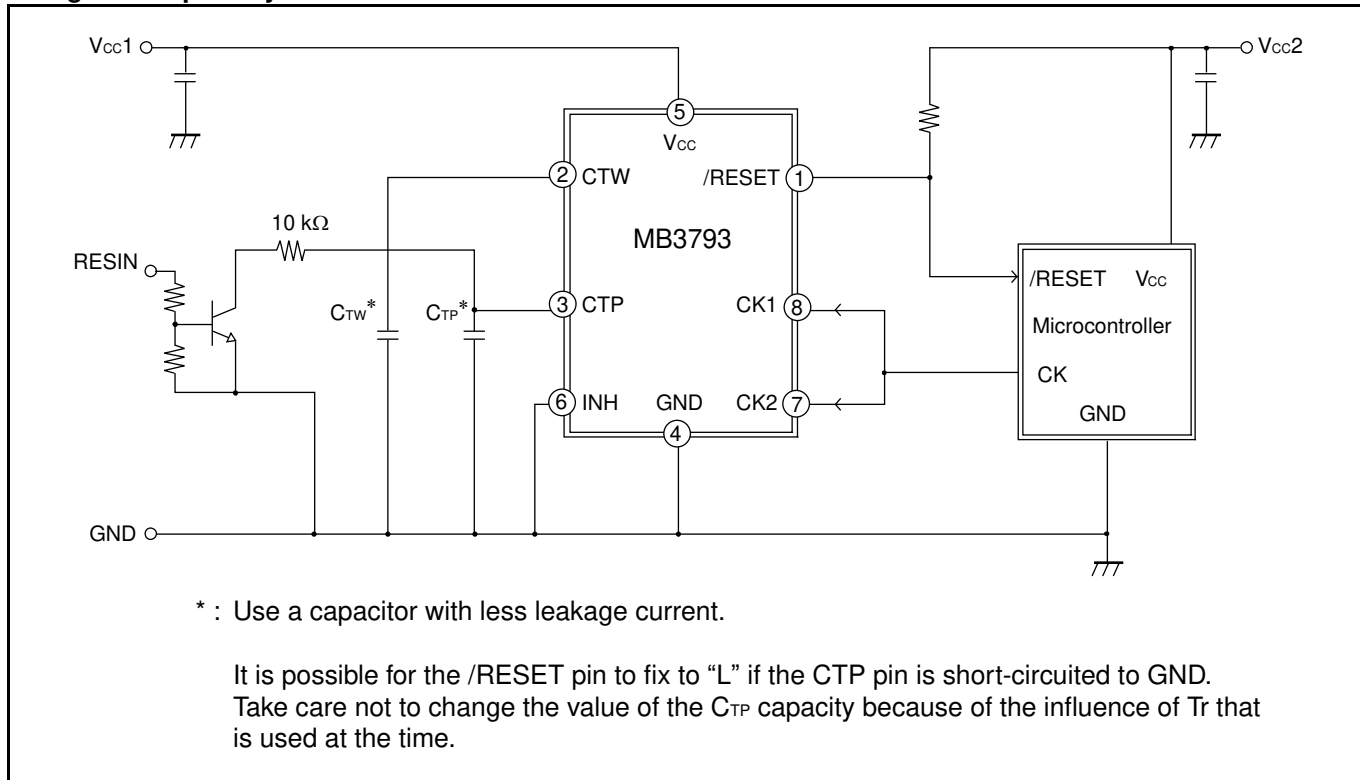 Vcc1
Vcc2
5
Vcc
2 CTW
/RESET 1
10 kΩ
MB3793
RESIN
/RESET Vcc
CTW*
CTP*
3 CTP
CK1 8
Microcontroller
CK
6 INH
GND
CK2 7
GND
4
GND
* : Use a capacitor with less leakage current.
It is possible for the /RESET pin to fix to “L” if the CTP pin is short-circuited to GND.
Take care not to change the value of the CTP capacity because of the influence of Tr that
is used at the time.